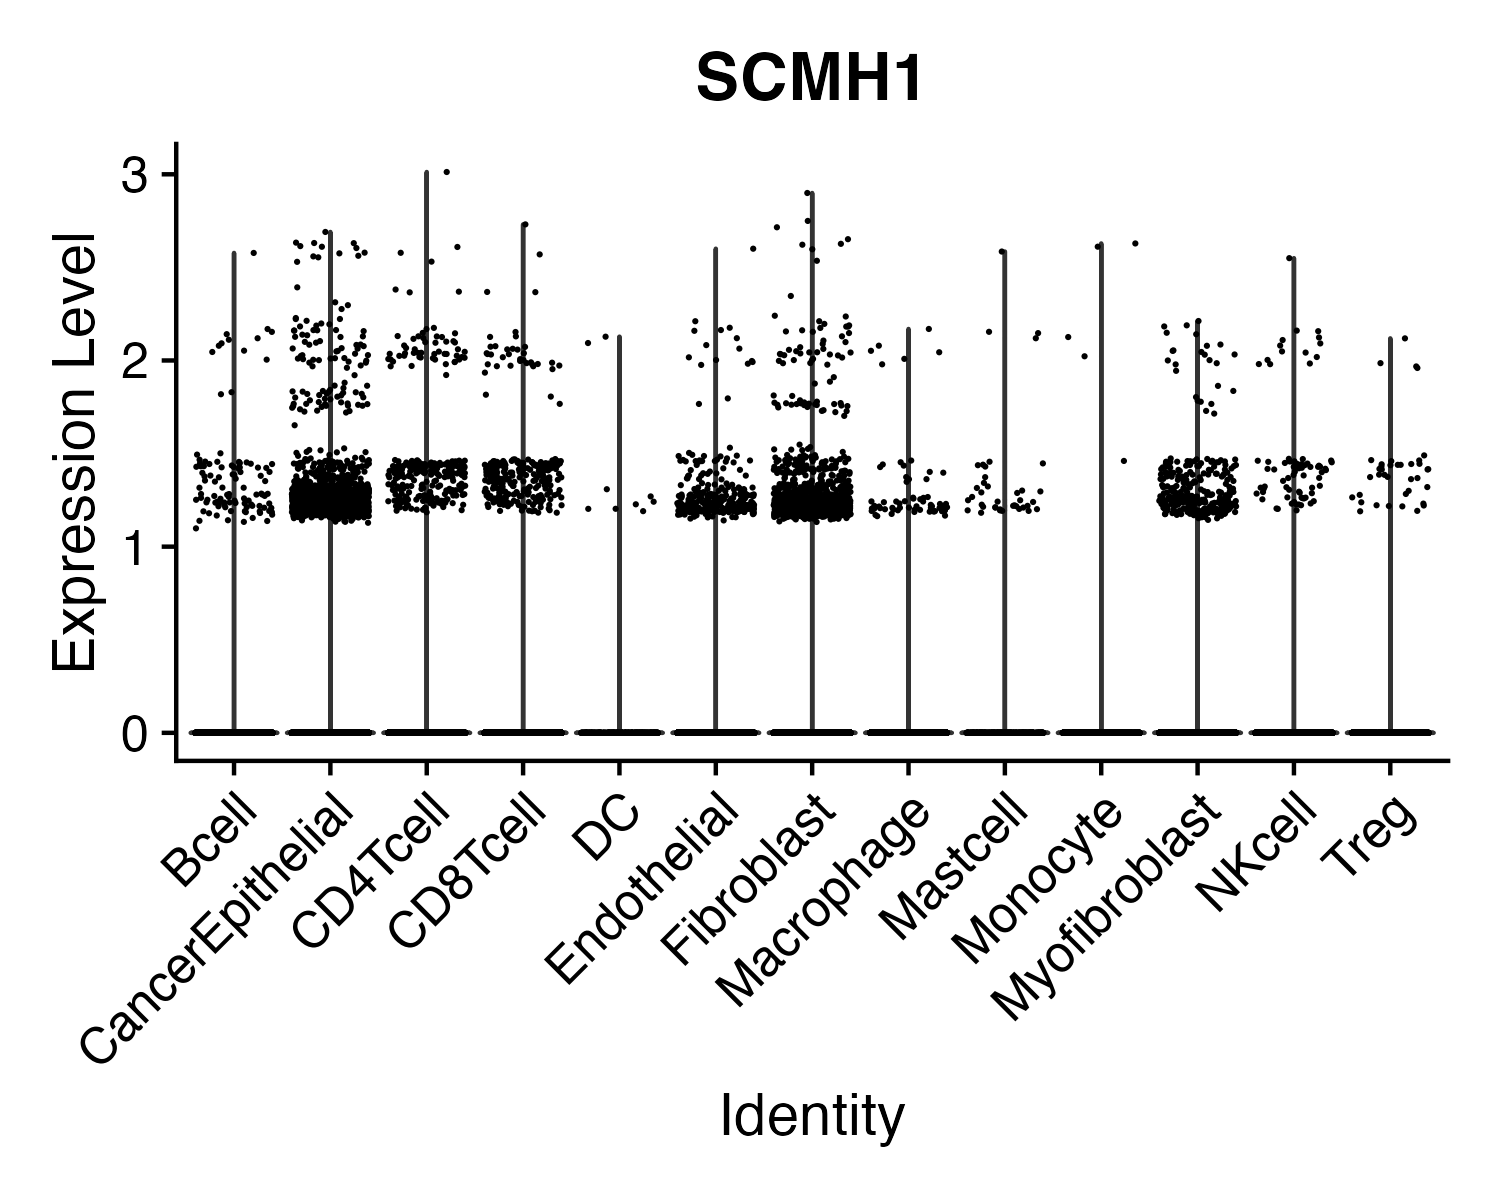 SCMH1
Expression Level
3
2
1
0
Bcell
CancerEpithelial
CD4Tcell
CD8Tcell
DC
Endothelial
Fibroblast
Macrophage
Mastcell
Monocyte
Myofibroblast
NKcell
Treg
Identity